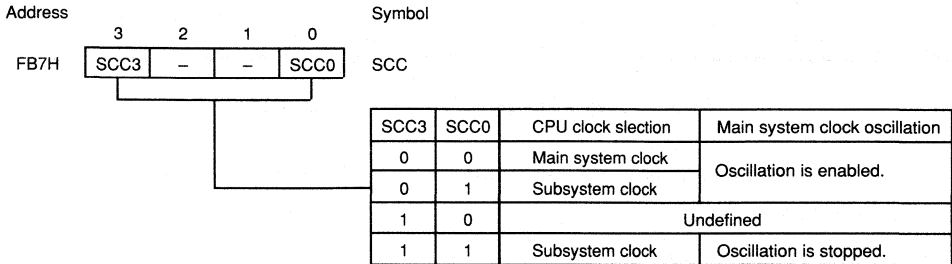 Address Symbol
3 2 1 0
FB7H SCC3 – – SCC0 SCC
SCC3 SCC0 CPU clock slection Main system clock oscillation
0 0 Main system clock Oscillation is enabled.
0 1 Subsystem clock
1 0 Undefined
1 1 Subsystem clock Oscillation is stopped.